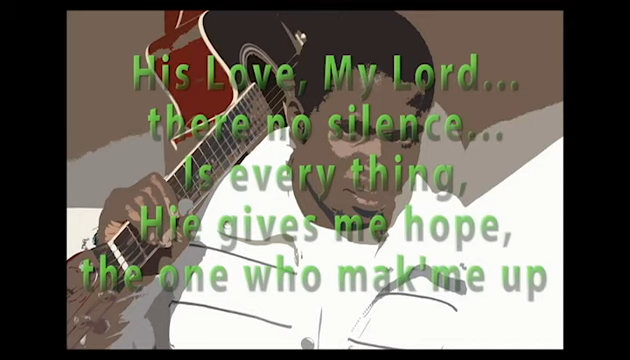 His Love, My Lord...
there no silence...
Is every thing,
Hie gives me hope,
the one who mak'me up